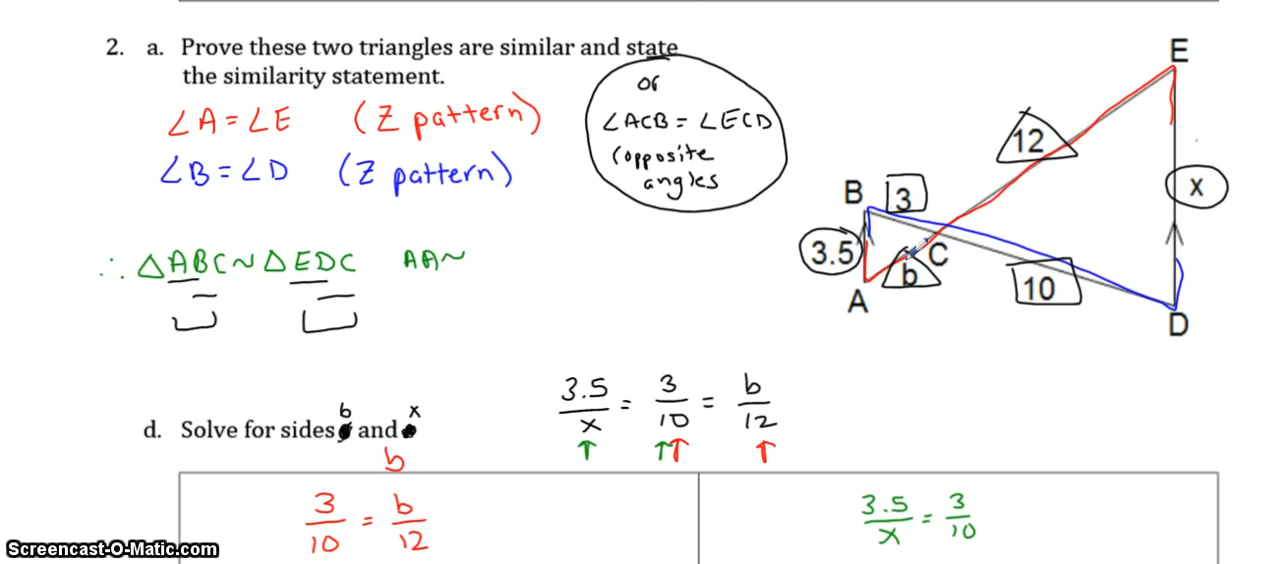 2. a. Prove these two triangles are similar and state
the similarity statement.
∠A = ∠E (Z pattern)
∠B = ∠D (Z pattern)
or
∠ACB = ∠ECD
(opposite
angles
∴ △ABC ~ △EDC AA~
E
12
B
3
x
3.5
C
b
10
A
D
3.5/x = 3/10 = b/12
b x
d. Solve for sides and
b
3/10 = b/12
3.5/x = 3/10
Screencast-O-Matic.com